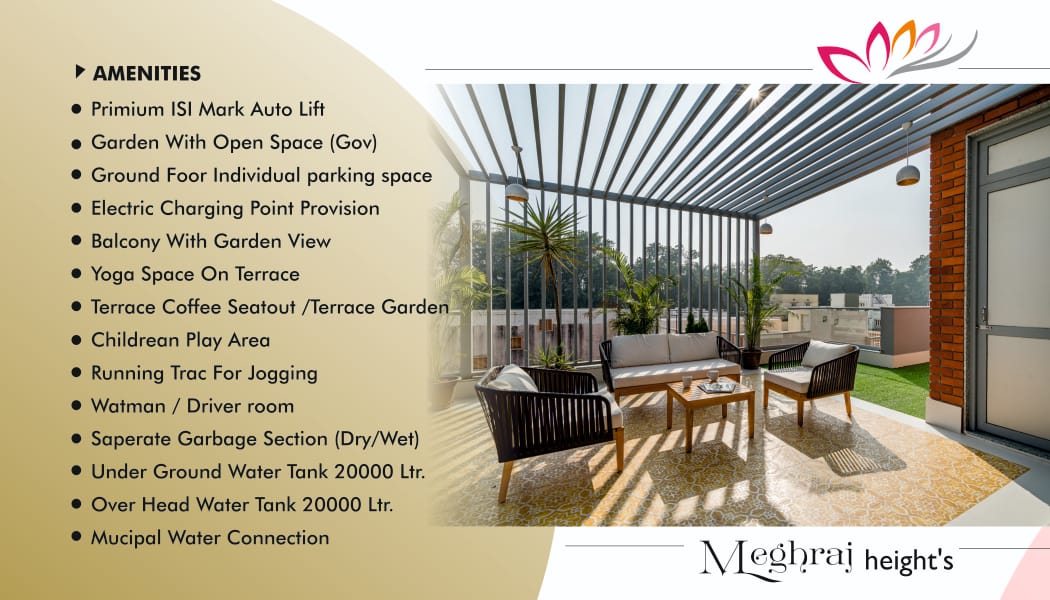 AMENITIES
Primium ISI Mark Auto Lift
Garden With Open Space (Gov)
Ground Foor Individual parking space
Electric Charging Point Provision
Balcony With Garden View
Yoga Space On Terrace
Terrace Coffee Seatout /Terrace Garden
Childrean Play Area
Running Trac For Jogging
Watman / Driver room
Saperate Garbage Section (Dry/Wet)
Under Ground Water Tank 20000 Ltr.
Over Head Water Tank 20000 Ltr.
Mucipal Water Connection
Meghraj height's